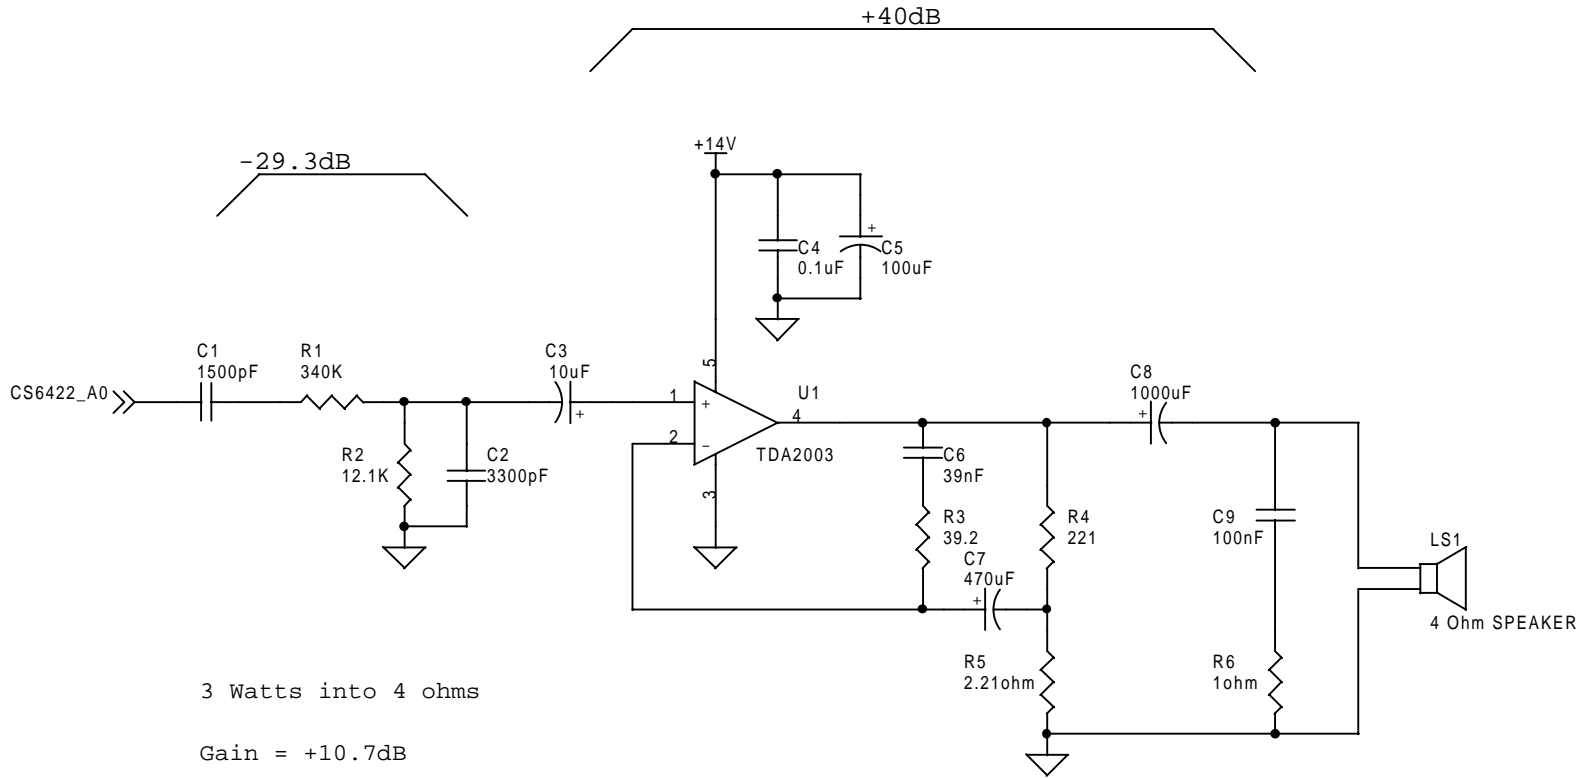 +40dB
-29.3dB
+14V
C4
0.1uF
+
C5
100uF
C1
1500pF
R1
340K
C3
10uF
+
CS6422_A0
R2
12.1K
C2
3300pF
1
2
3
4
5
+
-
U1
TDA2003
C6
39nF
R3
39.2
C7
470uF
+
R4
221
R5
2.21ohm
C8
1000uF
+
C9
100nF
R6
1ohm
LS1
4 Ohm SPEAKER
3 Watts into 4 ohms
Gain = +10.7dB